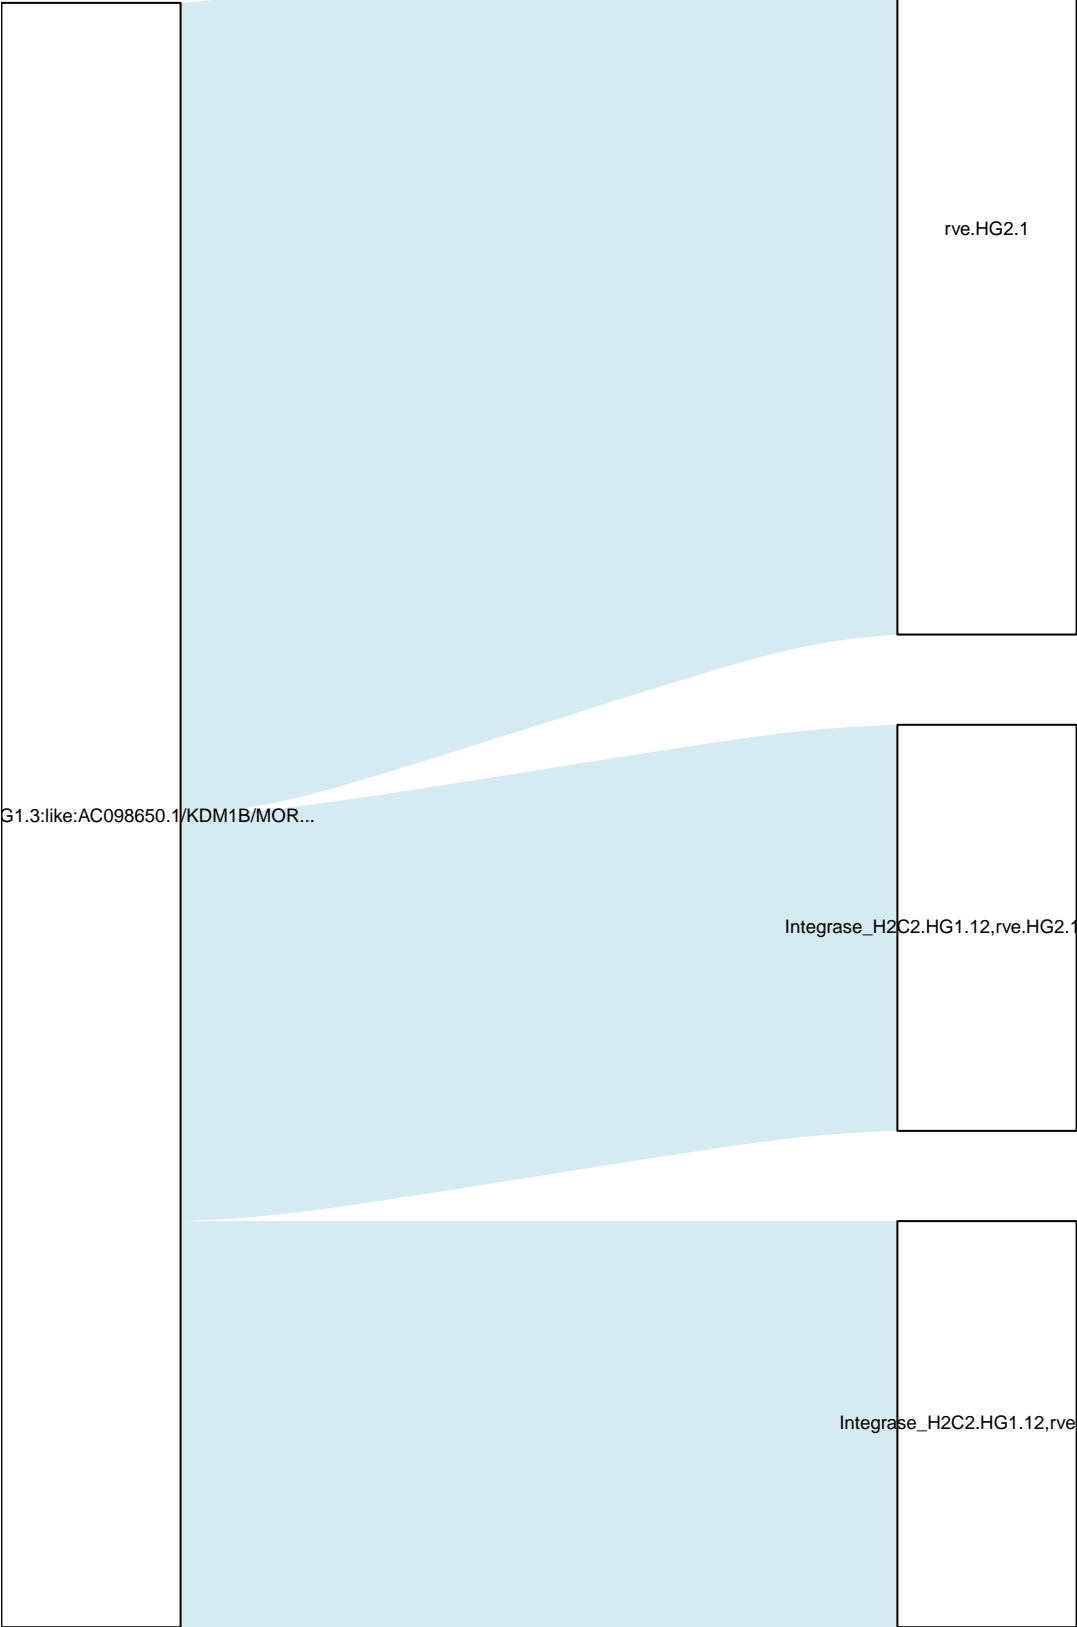 rve.HG2.1
G1.3:like:AC098650.1/KDM1B/MOR...
Integrase_H2C2.HG1.12,rve.HG2.1
Integrase_H2C2.HG1.12,rve